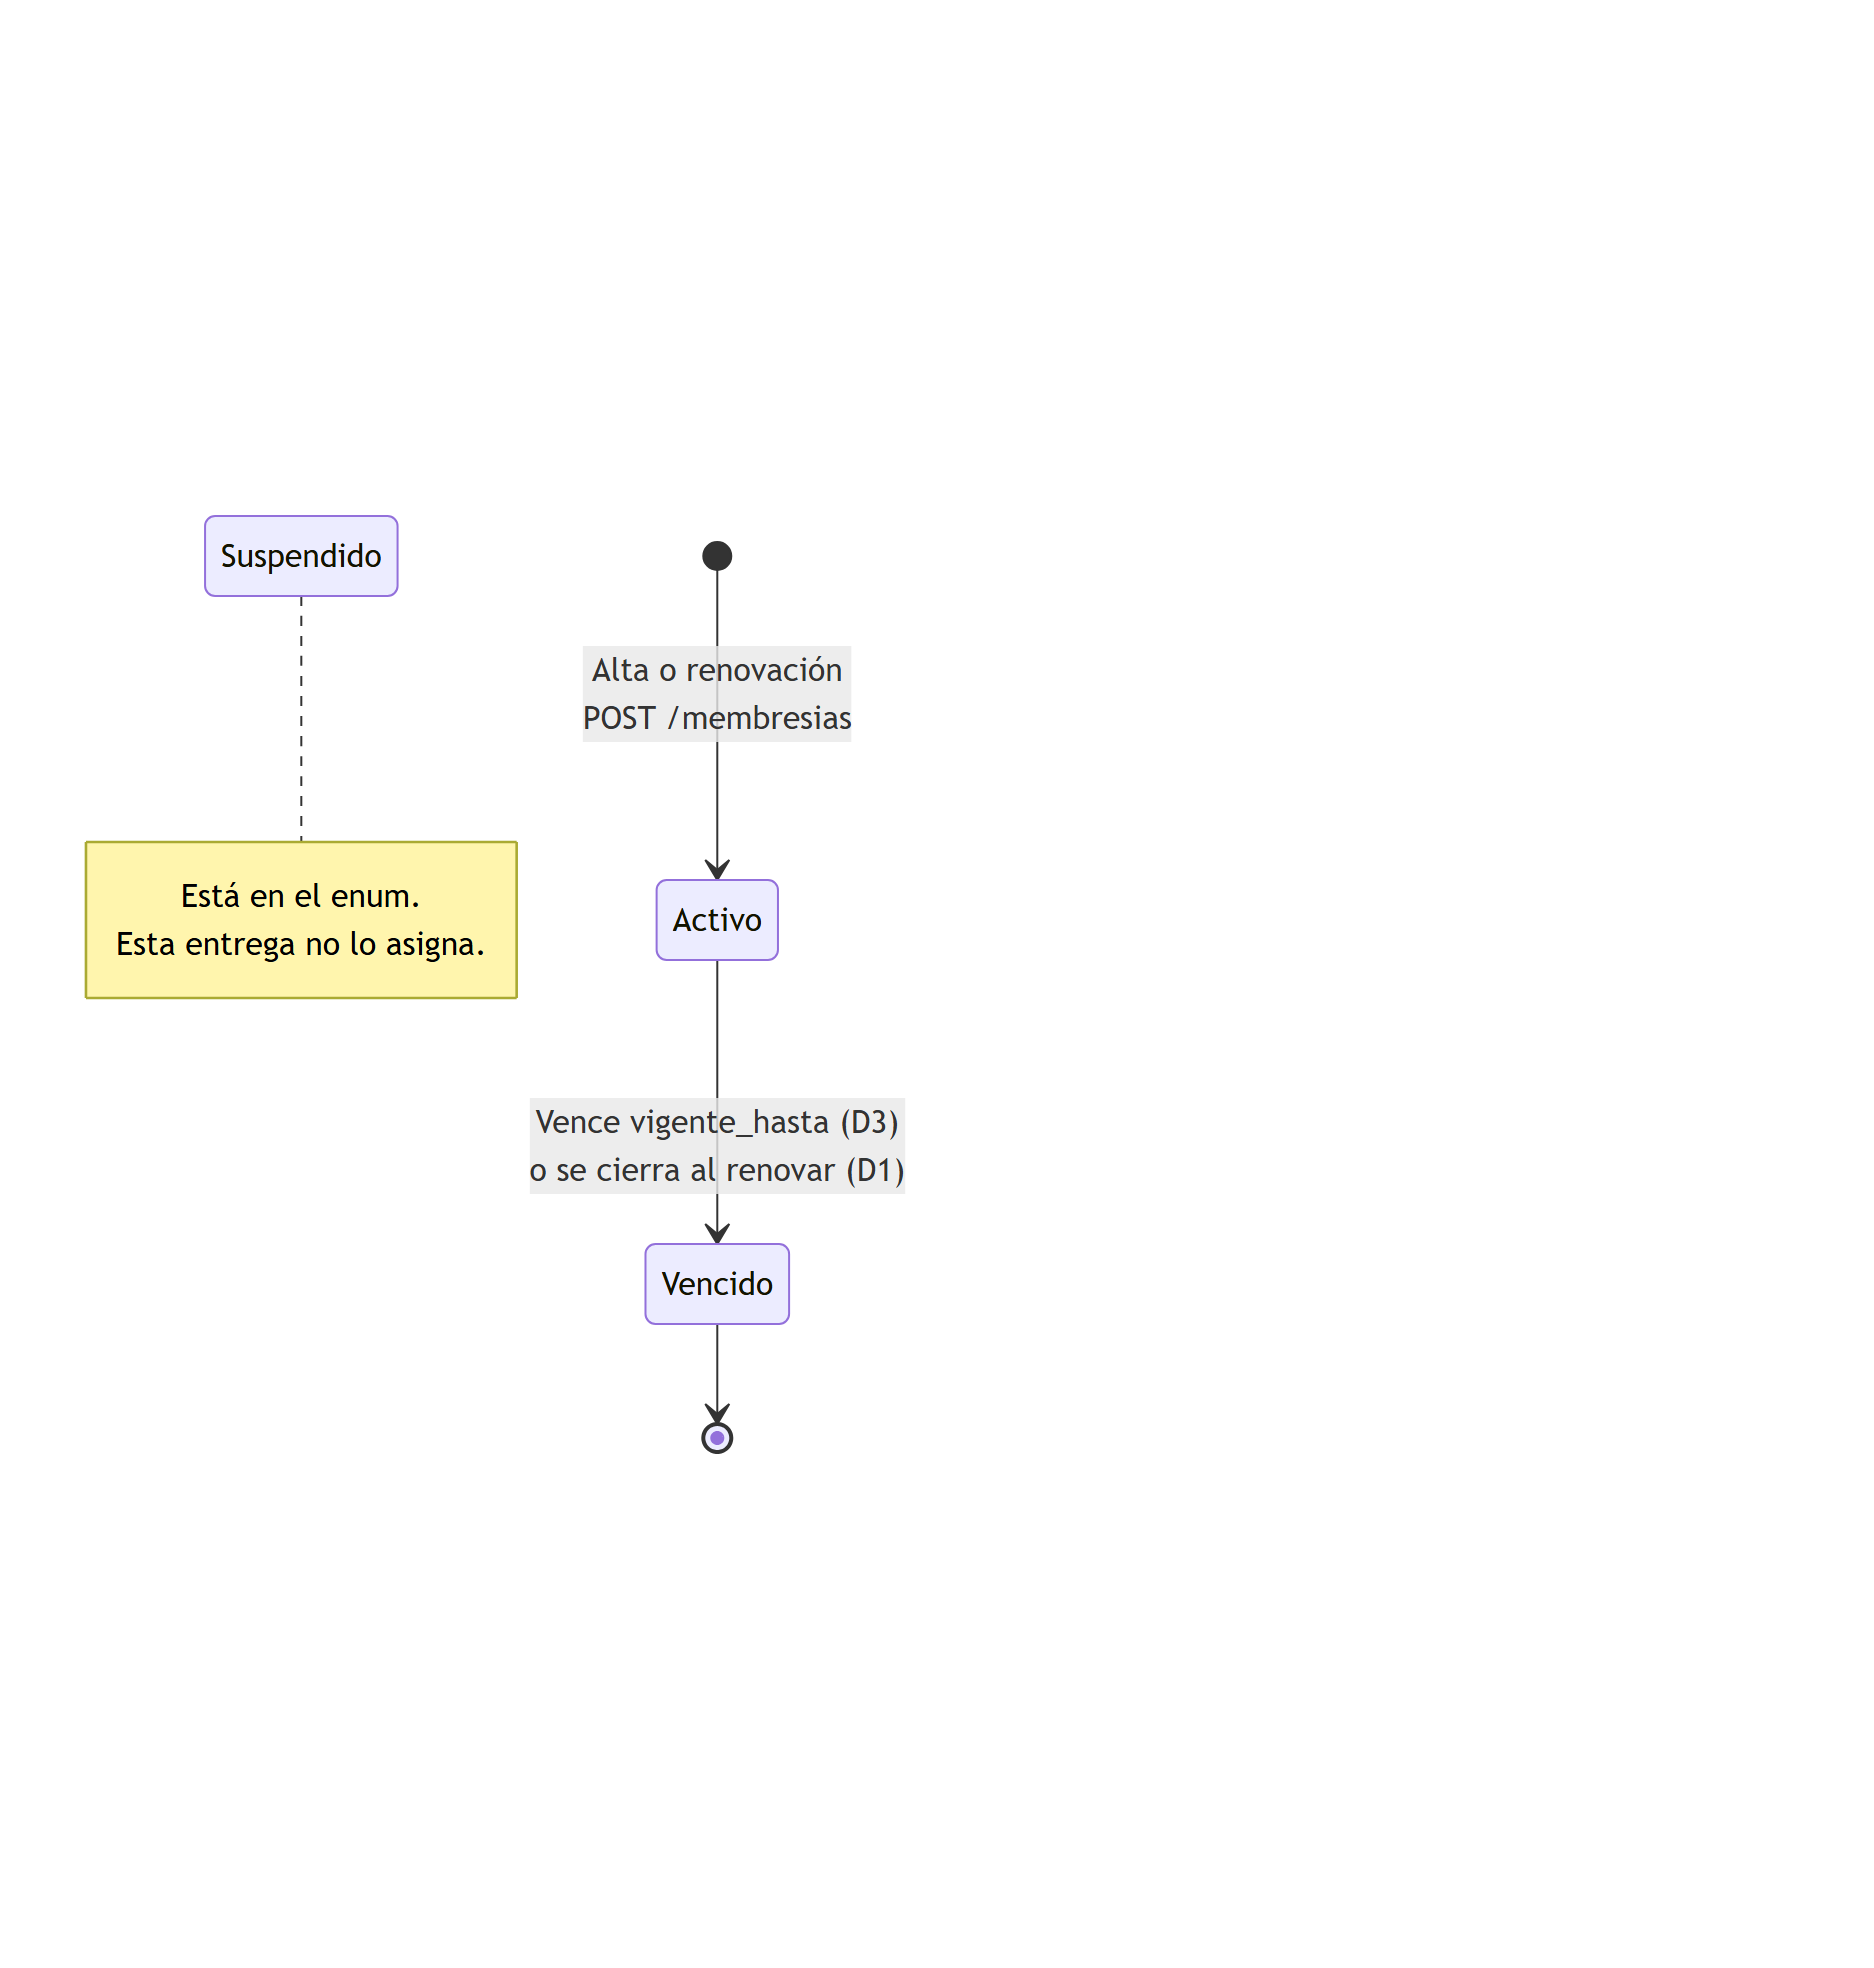 Suspendido
Alta o renovación
POST /membresias
Está en el enum.
Esta entrega no lo asigna.
Activo
Vence vigente_hasta (D3)
o se cierra al renovar (D1)
Vencido